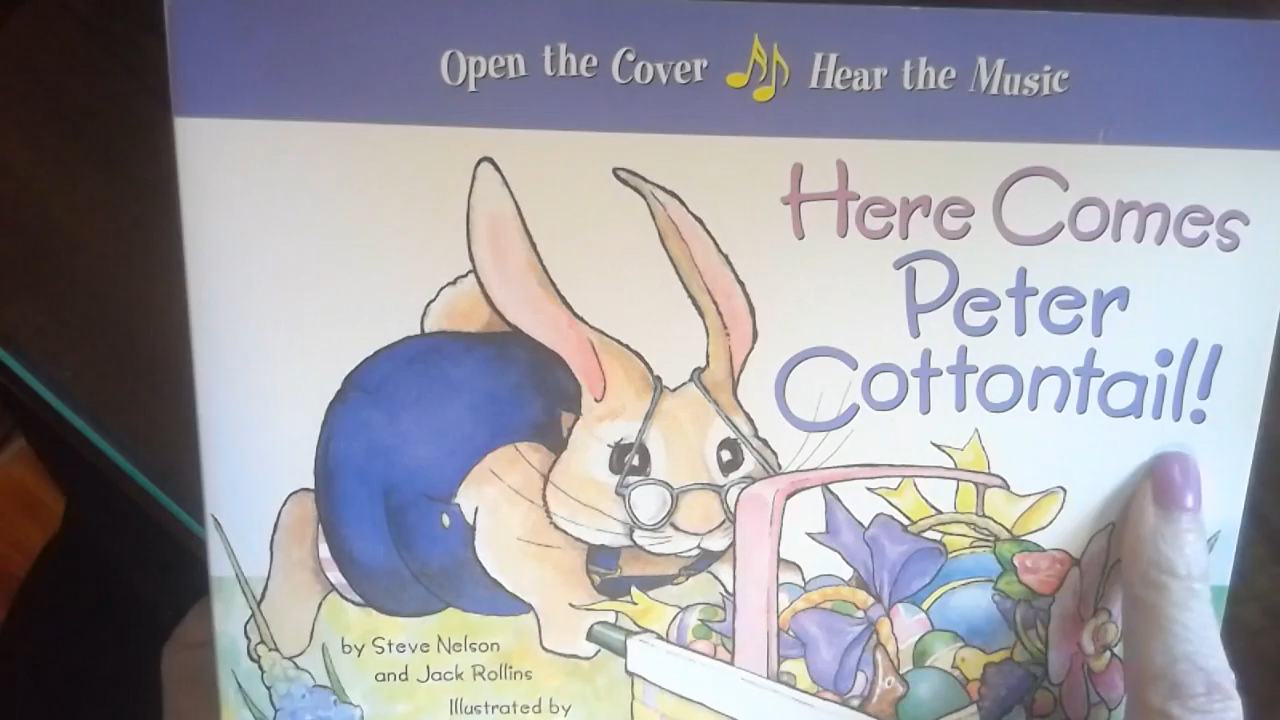 Open the Cover Hear the Music
Here Comes
Peter
Cottontail!
by Steve Nelson
and Jack Rollins
Illustrated by